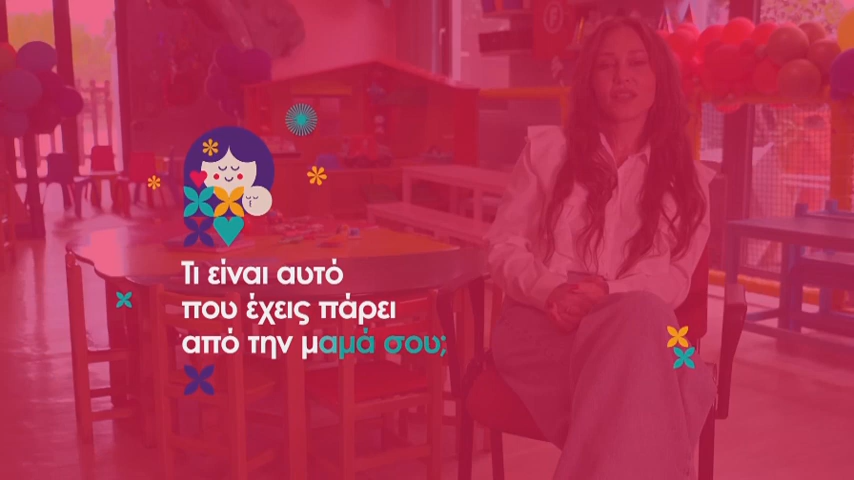 Τι είναι αυτό
που έχεις πάρει
από την μαμά σου;